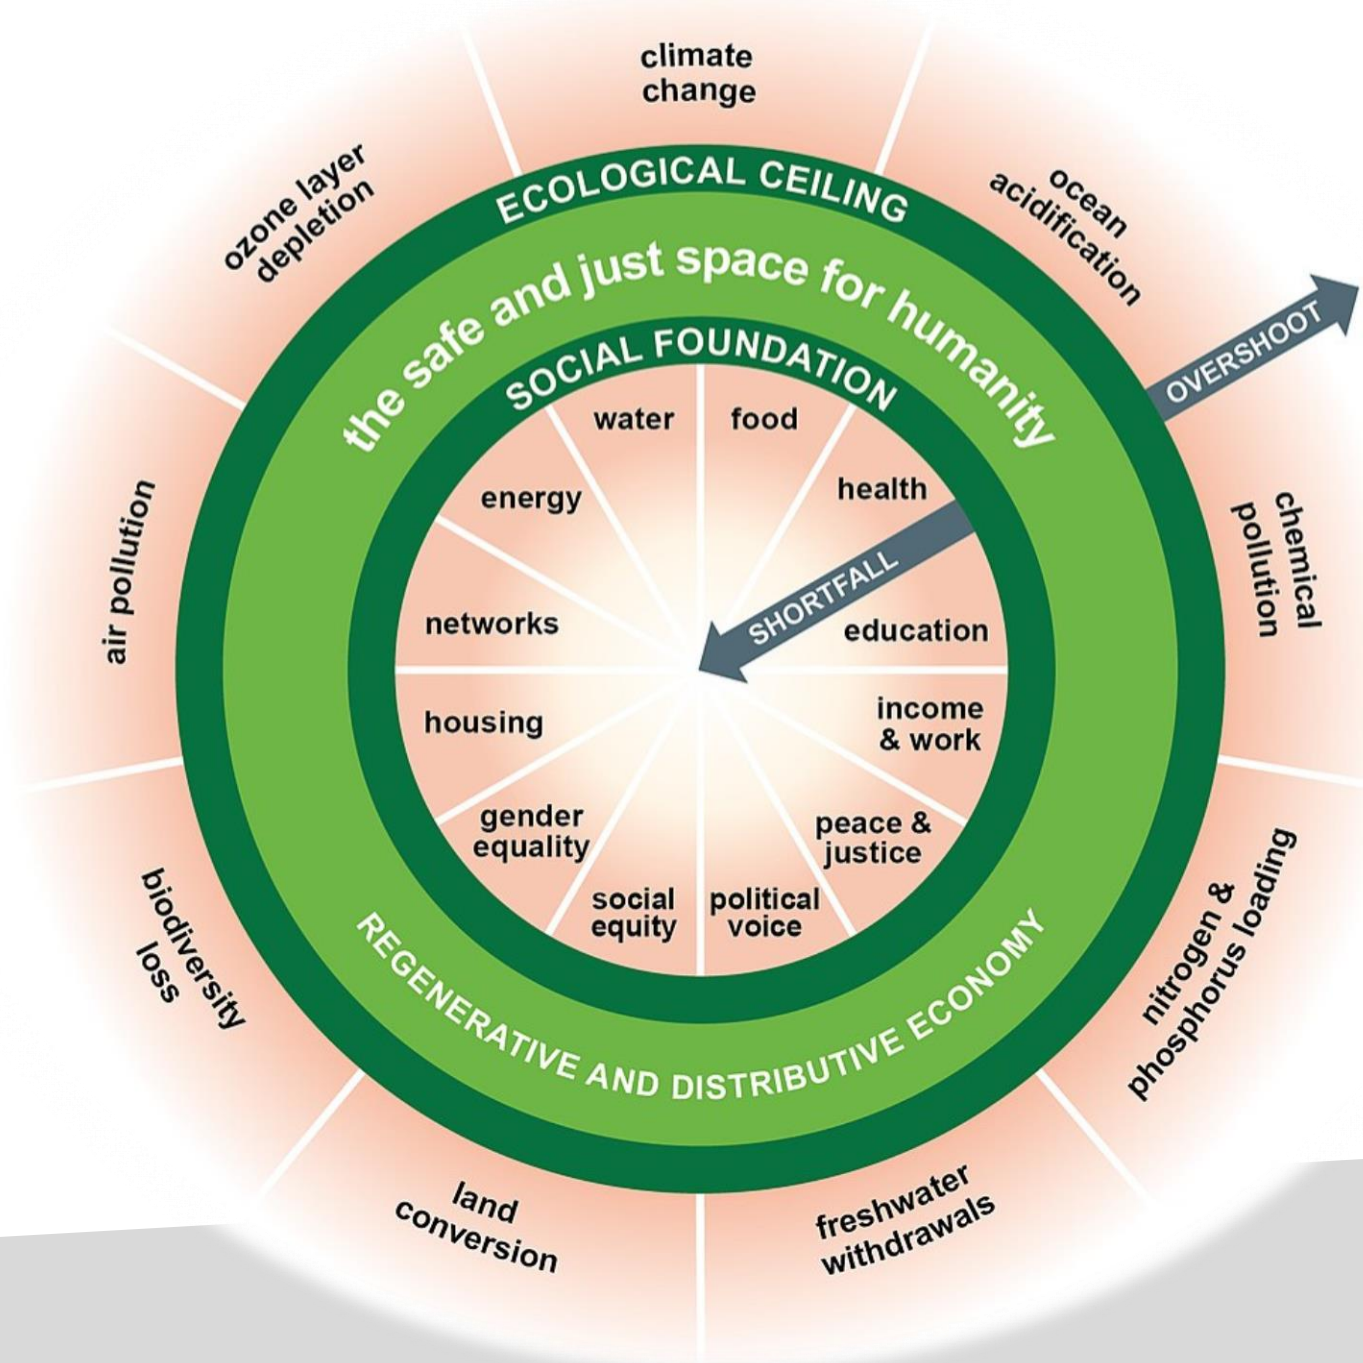 climate
change
ocean
acidification
OVERSHOOT
chemical
pollution
nitrogen &
phosphorus loading
freshwater
withdrawals
land
conversion
biodiversity
loss
air pollution
ozone layer
depletion
ECOLOGICAL CEILING
the safe and just space for humanity
SOCIAL FOUNDATION
water
food
health
SHORTFALL
education
income
& work
peace &
justice
political
voice
social
equity
gender
equality
housing
networks
energy
REGENERATIVE AND DISTRIBUTIVE ECONOMY